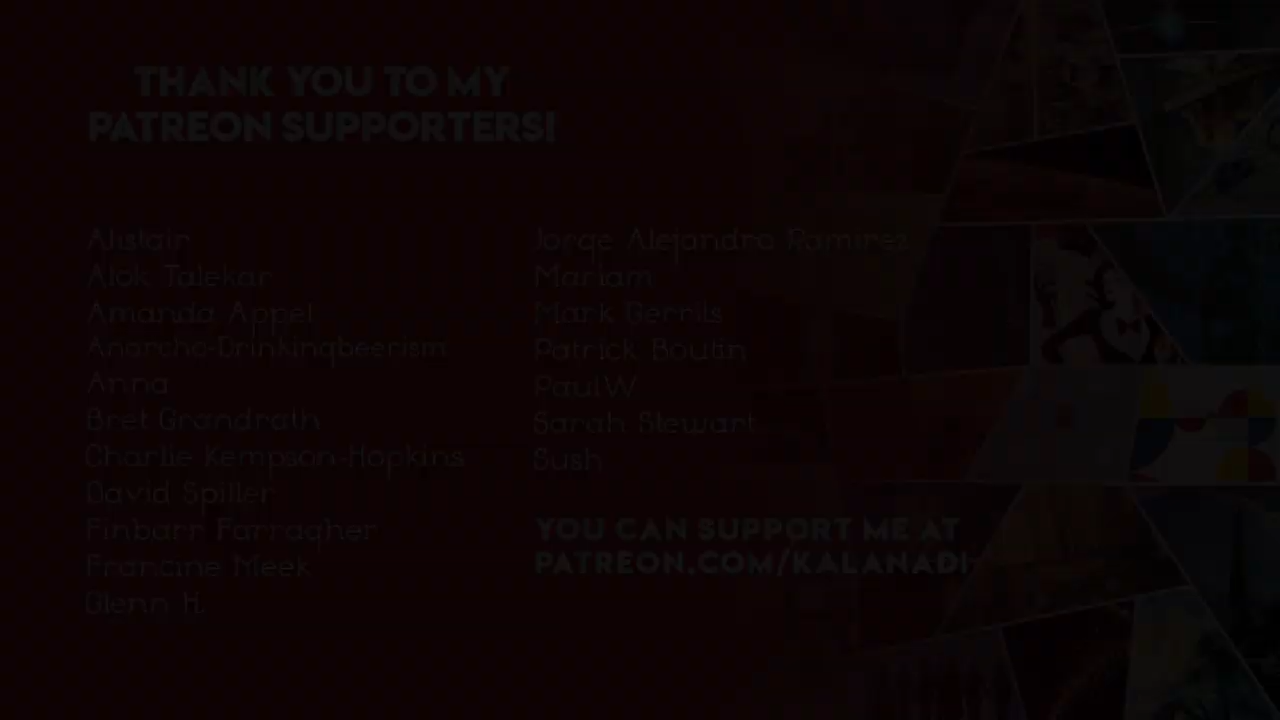 THANK YOU TO MY
PATREON SUPPORTERS!
Alistair
Alok Talekar
Amanda Appel
Anarcho-Drinkingbeerism
Anna
Bret Grandrath
Charlie Kempson-Hopkins
David Spiller
Finbarr Farragher
Francine Meek
Glenn H.
Jorge Alejandro Ramirez
Mariam
Mark Gerrits
Patrick Boutin
PaulW
Sarah Stewart
Sush
YOU CAN SUPPORT ME AT
PATREON.COM/KALANADI